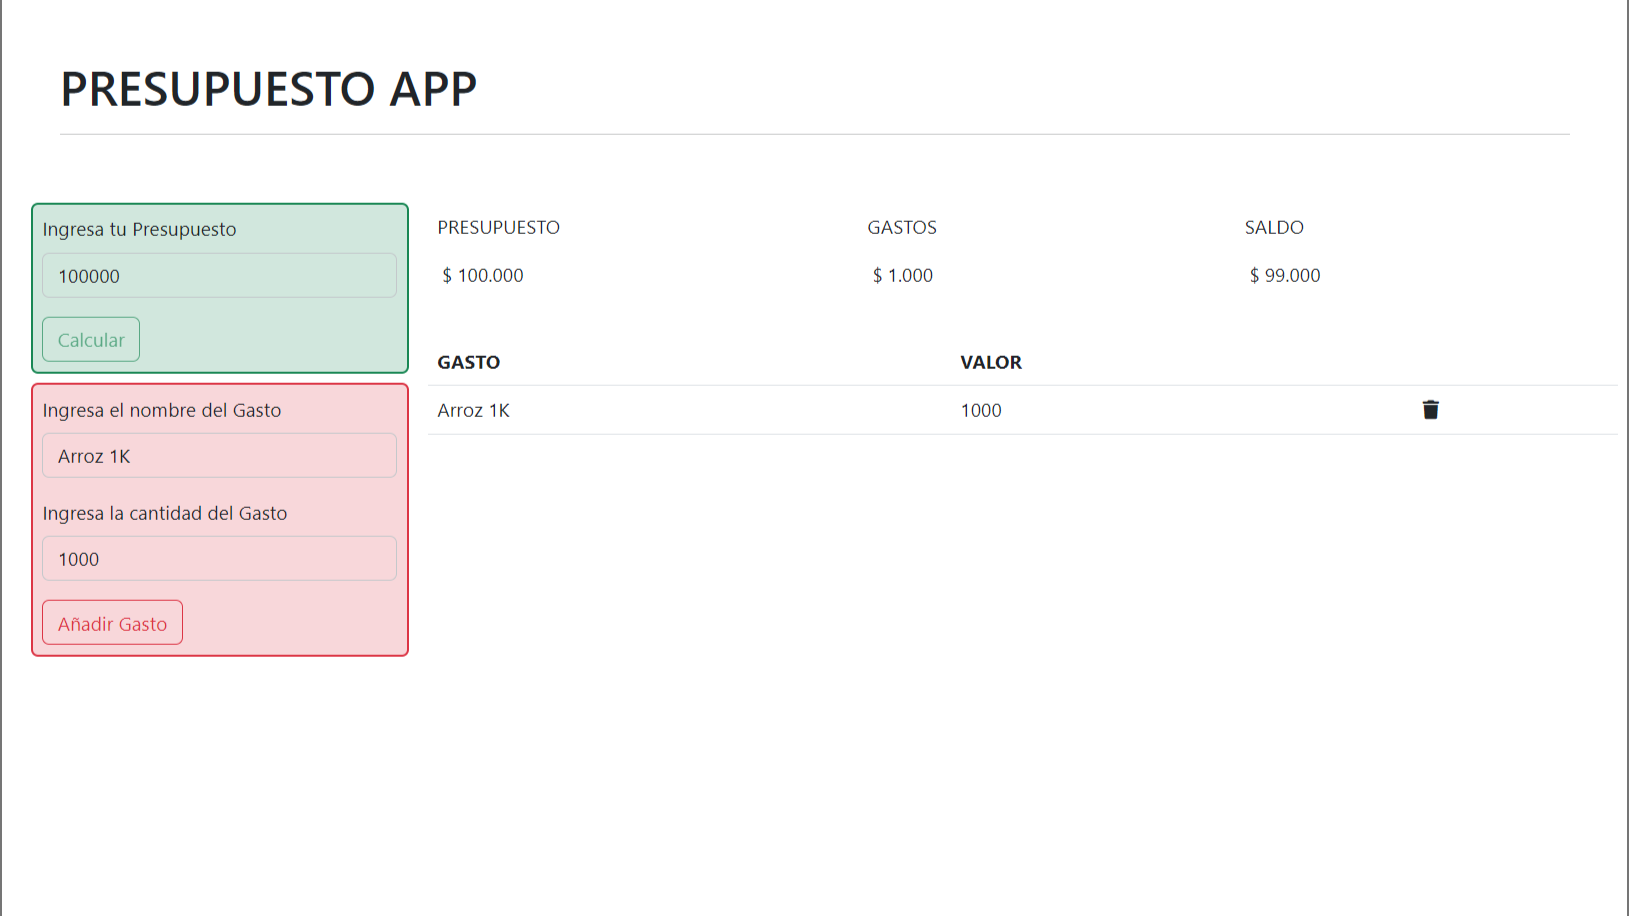 PRESUPUESTO APP
Ingresa tu Presupuesto
100000
Calcular
Ingresa el nombre del Gasto
Arroz 1K
Ingresa la cantidad del Gasto
1000
Añadir Gasto
PRESUPUESTO GASTOS SALDO
$ 100.000 $ 1.000 $ 99.000
GASTO VALOR
Arroz 1K 1000